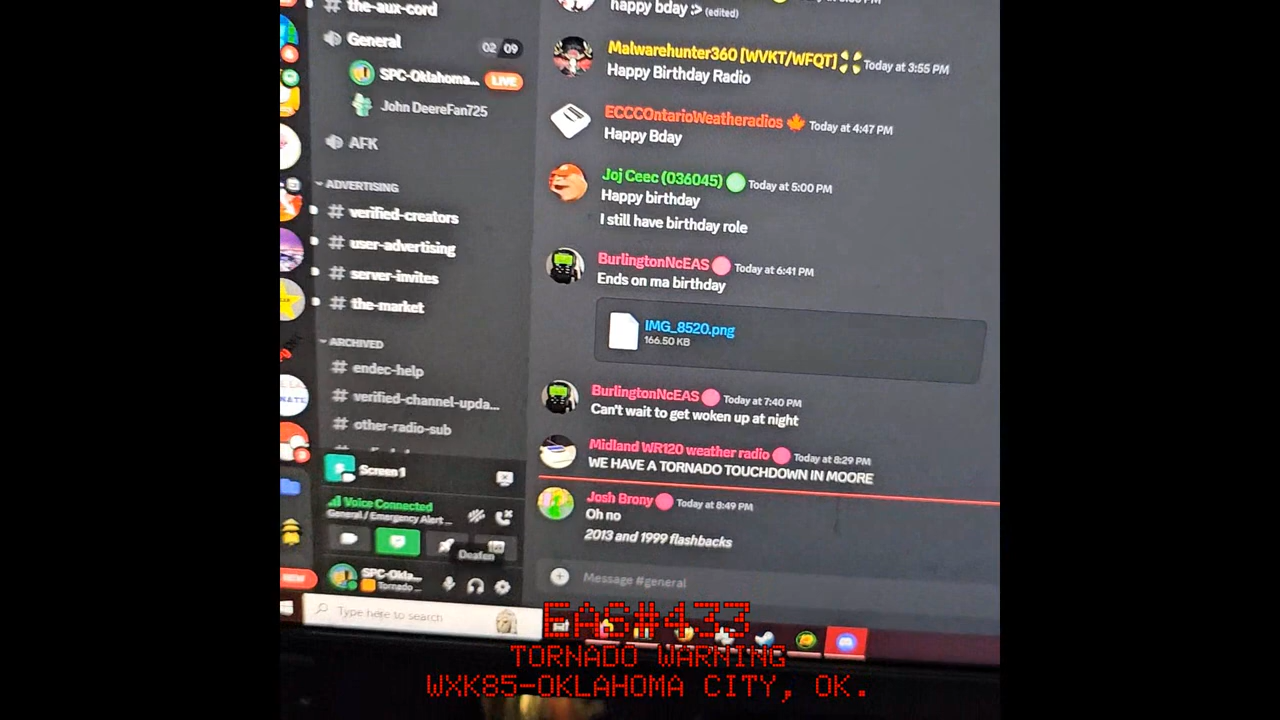 # the-aux-cord
General
02 09
SPC-Oklahoma... LIVE
John DeereFan725
AFK
ADVERTISING
# verified-creators
# user-advertising
# server-invites
# the-market
ARCHIVED
# endec-help
# verified-channel-upda...
# other-radio-sub
Screen 1
Voice Connected
General / Emergency Alert ...
Deafen
SPC-Okla...
Tornado ...
NEW
Type here to search
happy bday :> (edited)
Malwarehunter360 [WVKT/WFQT] Today at 3:55 PM
Happy Birthday Radio
ECCCOntarioWeatheradios Today at 4:47 PM
Happy Bday
Joj Ceec (036045) Today at 5:00 PM
Happy birthday
I still have birthday role
BurlingtonNcEAS Today at 6:41 PM
Ends on ma birthday
IMG_8520.png
166.50 KB
BurlingtonNcEAS Today at 7:40 PM
Can't wait to get woken up at night
Midland WR120 weather radio Today at 8:29 PM
WE HAVE A TORNADO TOUCHDOWN IN MOORE
Josh Brony Today at 8:49 PM
Oh no
2013 and 1999 flashbacks
Message #general
EAS#433
TORNADO WARNING
WXK85-OKLAHOMA CITY, OK.